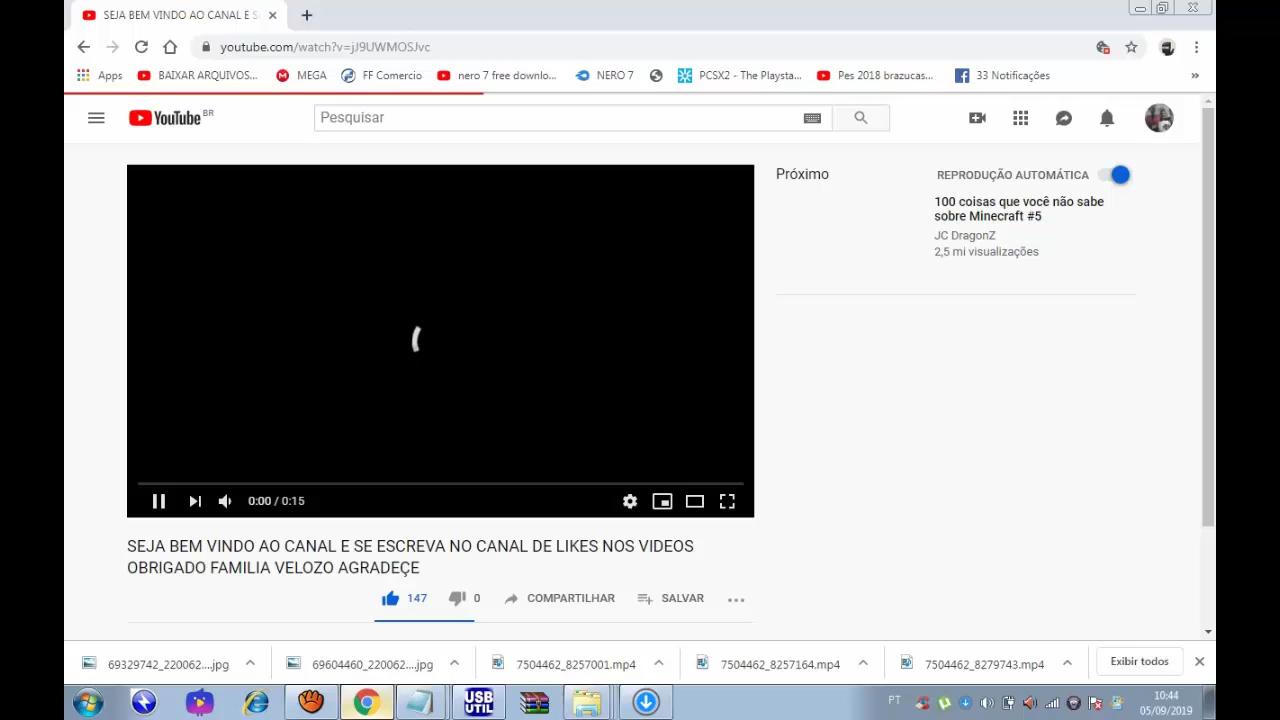 SEJA BEM VINDO AO CANAL E S
youtube.com/watch?v=jJ9UWMOSJvc
Apps BAIXAR ARQUIVOS... MEGA FF Comercio nero 7 free downlo... NERO 7 PCSX2 - The Playsta... Pes 2018 brazucas... 33 Notificações »
YouTube BR Pesquisar
Próximo REPRODUÇÃO AUTOMÁTICA
100 coisas que você não sabe
sobre Minecraft #5
JC DragonZ
2,5 mi visualizações
0:00 / 0:15
SEJA BEM VINDO AO CANAL E SE ESCREVA NO CANAL DE LIKES NOS VIDEOS
OBRIGADO FAMILIA VELOZO AGRADEÇE
147 0 COMPARTILHAR SALVAR ...
69329742_220062....jpg 69604460_220062....jpg 7504462_8257001.mp4 7504462_8257164.mp4 7504462_8279743.mp4 Exibir todos
USB
UTIL
PT 10:44
05/09/2019